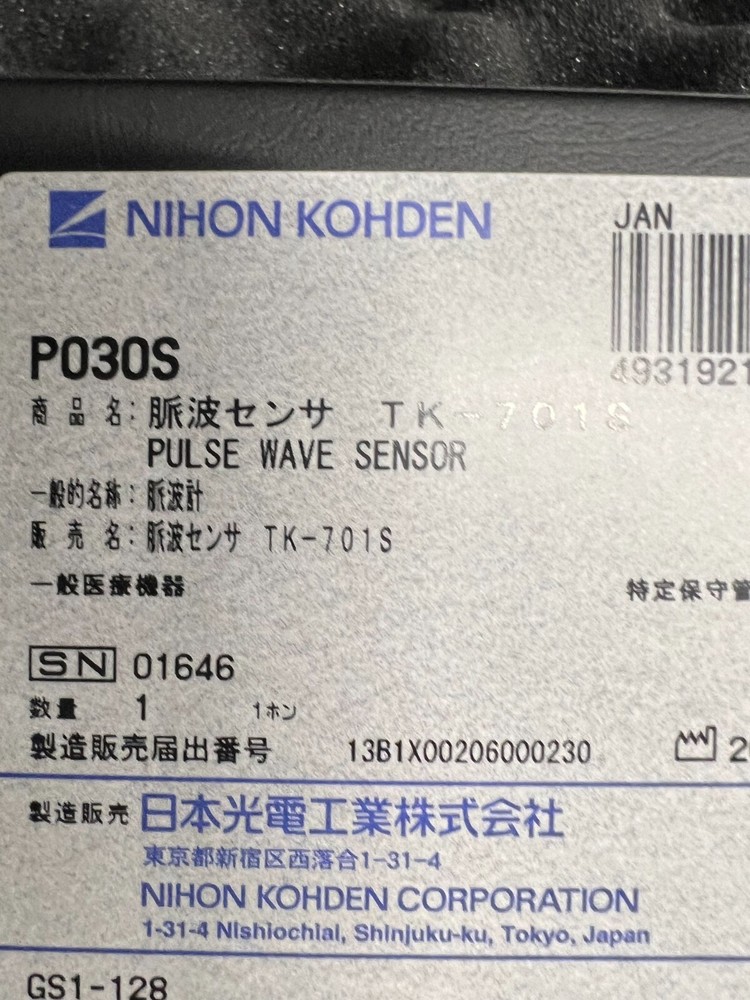 NIHON KOHDEN
JAN
4931921
P030S
商品名：脈波センサ TK-701S
PULSE WAVE SENSOR
一般的名称：脈波計
販売名：脈波センサ TK-701S
一般医療機器
特定保守管
SN 01646
数量 1 1ホン
製造販売届出番号 13B1X00206000230
2
製造販売 日本光電工業株式会社
東京都新宿区西落合1-31-4
NIHON KOHDEN CORPORATION
1-31-4 Nishiochiai, Shinjuku-ku, Tokyo, Japan
GS1-128